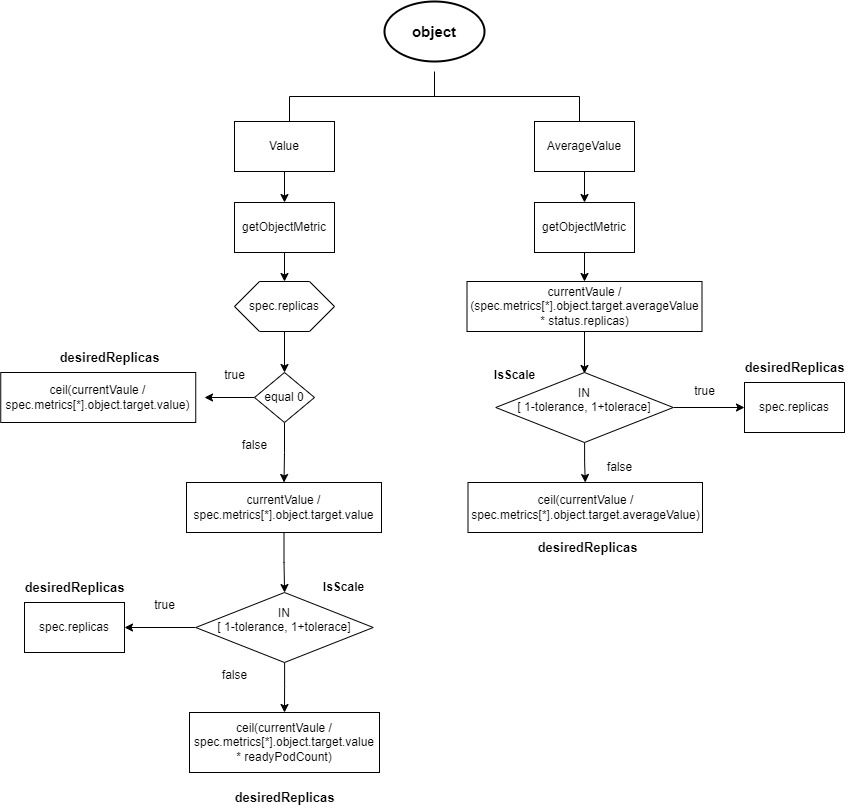 object
Value
AverageValue
getObjectMetric
getObjectMetric
spec.replicas
currentVaule /
(spec.metrics[*].object.target.averageValue
* status.replicas)
desiredReplicas
true
ceil(currentVaule /
spec.metrics[*].object.target.value)
equal 0
false
IsScale
IN
[ 1-tolerance, 1+tolerace]
true
desiredReplicas
spec.replicas
false
currentValue /
spec.metrics[*].object.target.value
ceil(currentVaule /
spec.metrics[*].object.target.averageValue)
desiredReplicas
IsScale
IN
[ 1-tolerance, 1+tolerace]
true
desiredReplicas
spec.replicas
false
ceil(currentVaule /
spec.metrics[*].object.target.value
* readyPodCount)
desiredReplicas